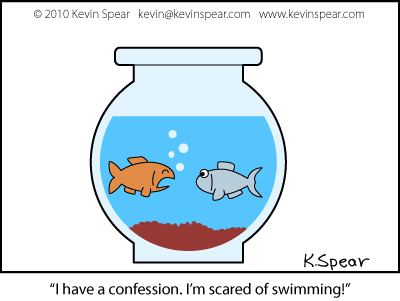 © 2010 Kevin Spear   kevin@kevinspear.com   www.kevinspear.com
K.Spear
“I have a confession. I’m scared of swimming!”